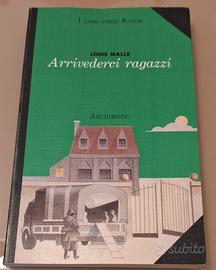 I LIBRI VERDI JUNIOR
LOUIS MALLE
Arrivederci ragazzi
ARCHIMEDE
subito